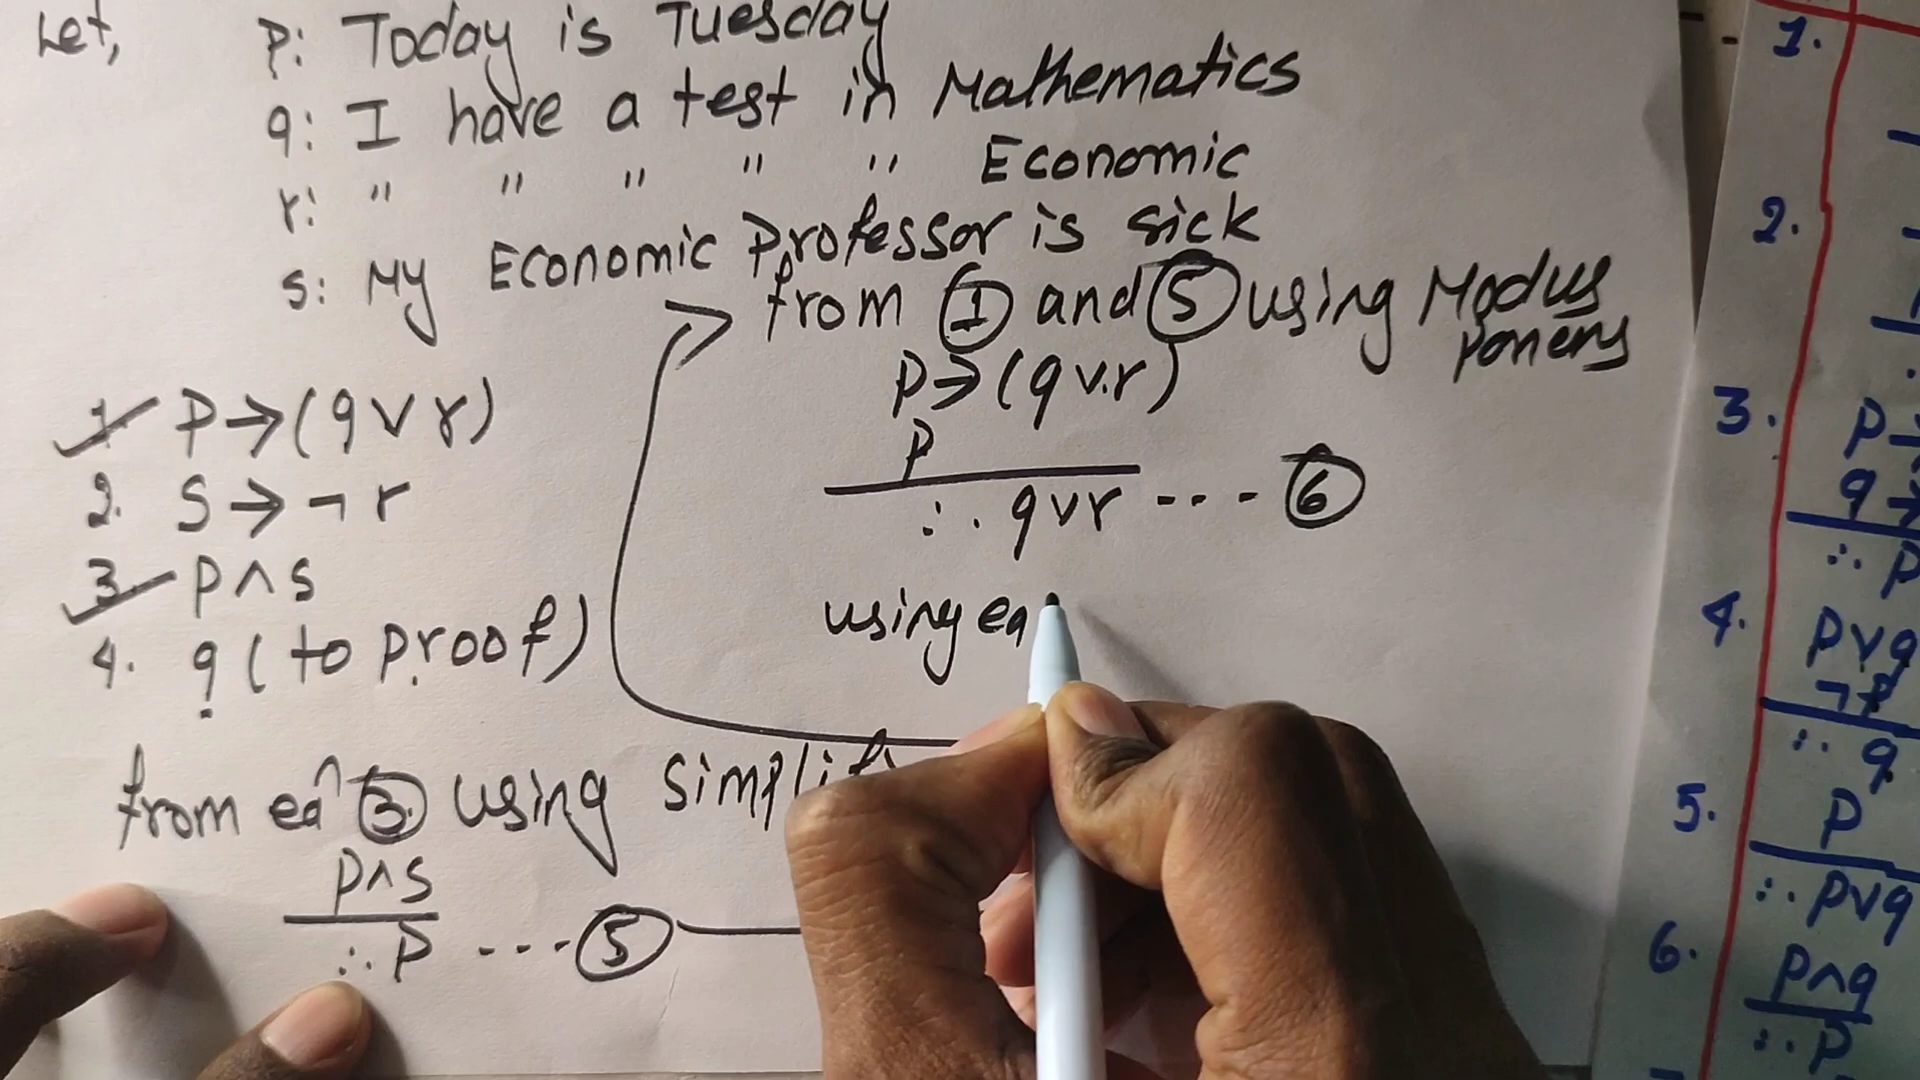 Let, p: Today is Tuesday
q: I have a test in Mathematics
r: " " " " " Economic
s: My Economic Professor is sick
1. P→(q∨r)
2. S→¬r
3. P∧S
4. q (to proof)
from eqⁿ ③ using simplif
P∧S
∴ P ---- ⑤
from ① and ⑤ using Modus
ponens
P→(q∨r)
P
∴ q∨r ---- ⑥
using eq
1.
2.
3. P→
q→
∴ P
4. P∨q
¬P
∴ q
5. P
∴ P∨q
6. P∧q
∴ P